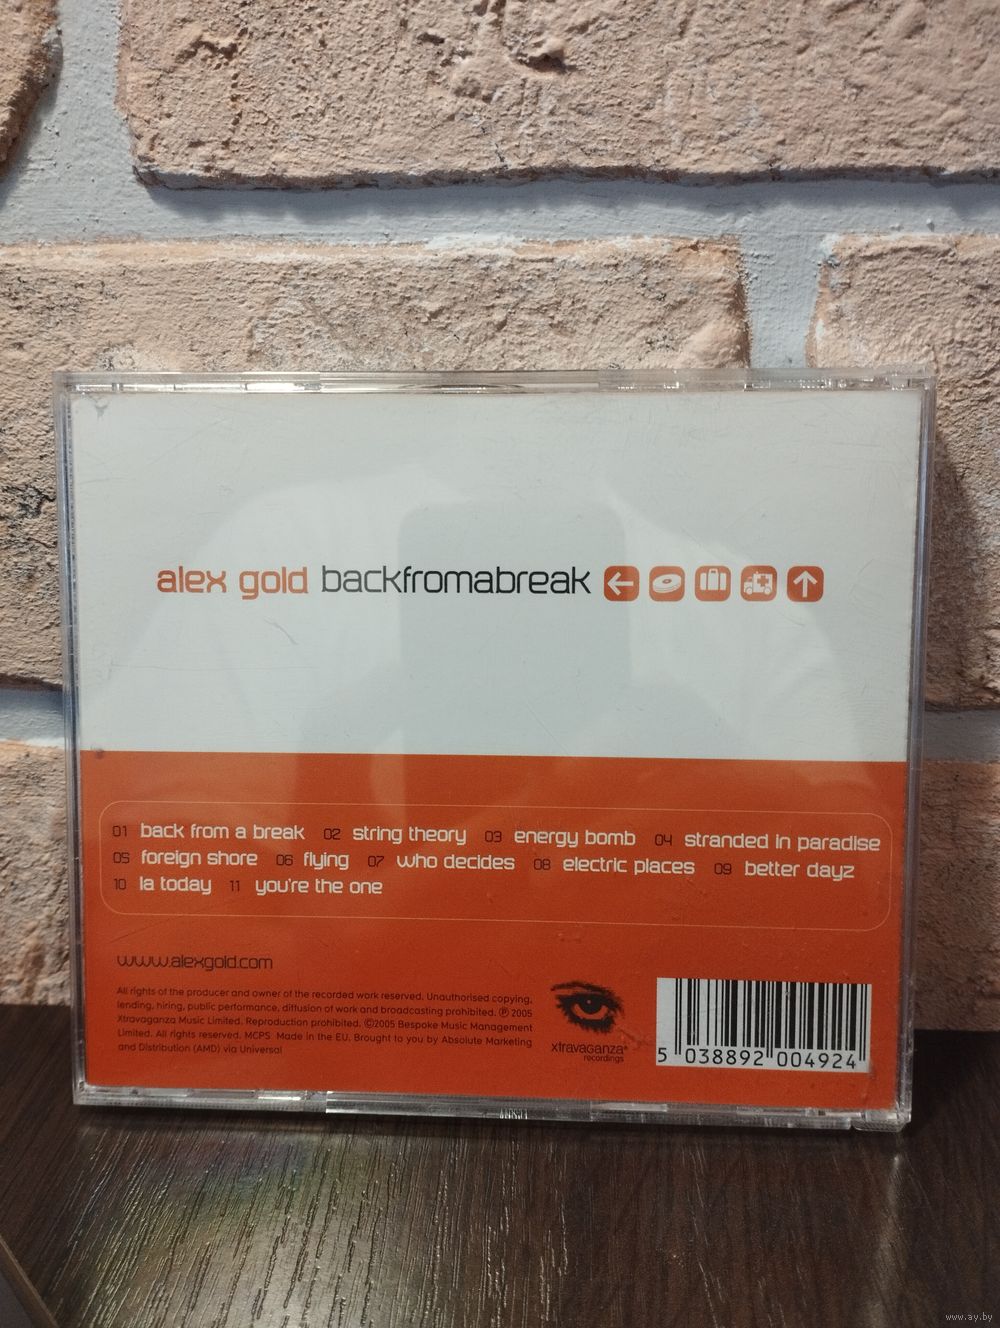 alex gold backfromabreak
01 back from a break 02 string theory 03 energy bomb 04 stranded in paradise
05 foreign shore 06 flying 07 who decides 08 electric places 09 better dayz
10 la today 11 you're the one
www.alexgold.com
All rights of the producer and owner of the recorded work reserved. Unauthorised copying,
lending, hiring, public performance, diffusion of work and broadcasting prohibited. ℗ 2005
Xtravaganza Music Limited. Reproduction prohibited. ©2005 Bespoke Music Management
Limited. All rights reserved. MCPS Made in the EU. Brought to you by Absolute Marketing
and Distribution (AMD) via Universal
xtravaganza
recordings
5 038892 004924
www.ay.by